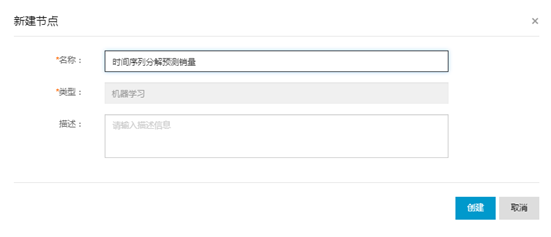 新建节点 ×
*名称： 时间序列分解预测销量
*类型： 机器学习
描述： 请输入描述信息
创建 取消